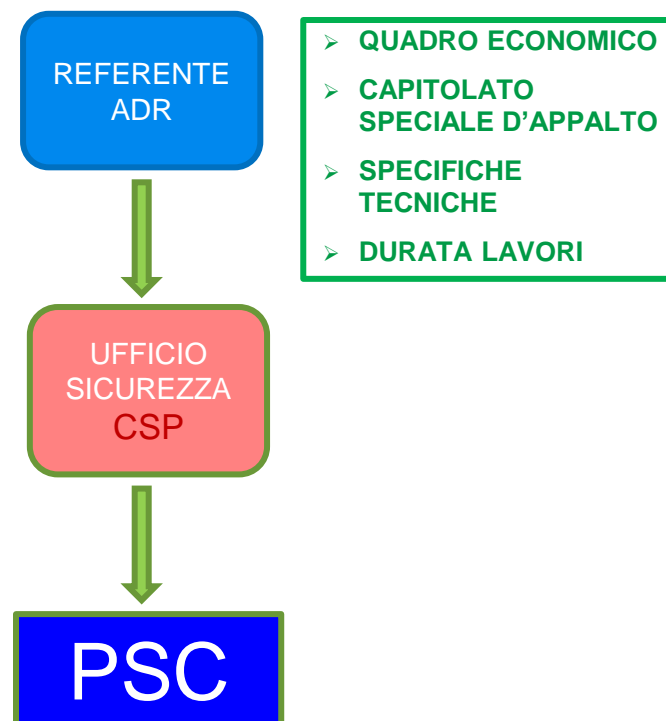 REFERENTE
ADR
➢ QUADRO ECONOMICO
➢ CAPITOLATO
SPECIALE D'APPALTO
➢ SPECIFICHE
TECNICHE
➢ DURATA LAVORI
UFFICIO
SICUREZZA
CSP
PSC